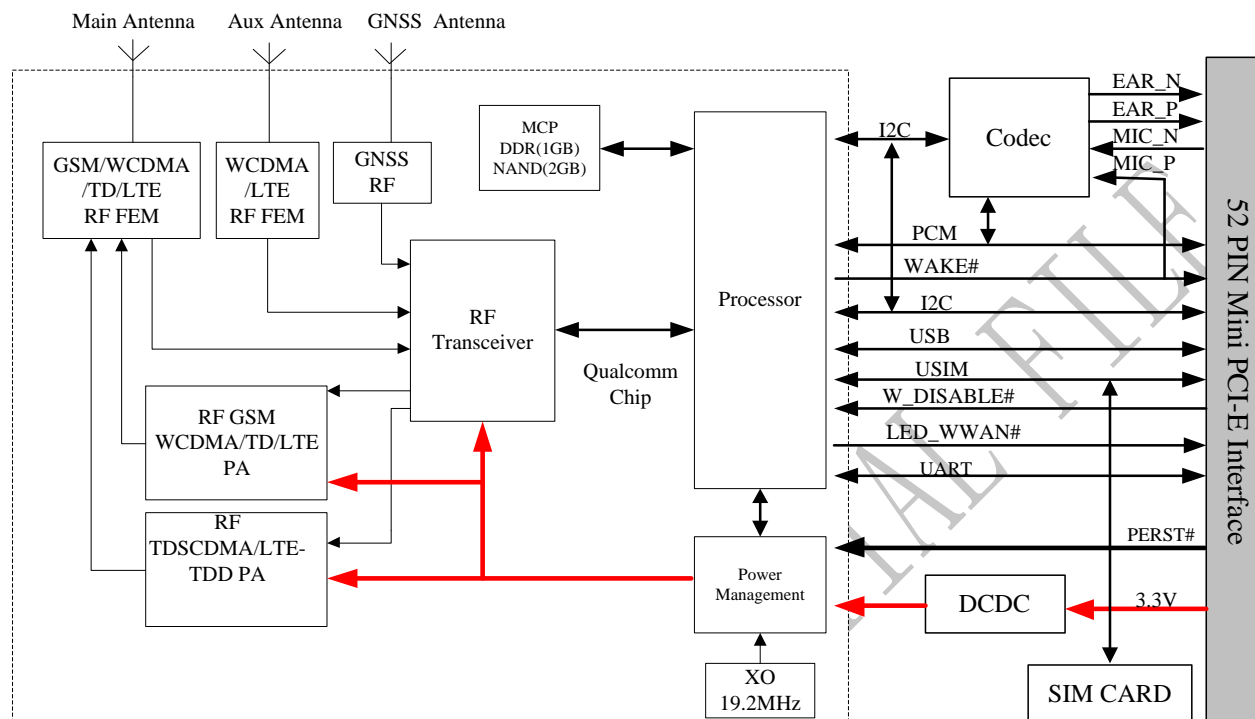 Main Antenna
Aux Antenna
GNSS Antenna
GSM/WCDMA
/TD/LTE
RF FEM
WCDMA
/LTE
RF FEM
GNSS
RF
MCP
DDR(1GB)
NAND(2GB)
RF
Transceiver
Qualcomm
Chip
Processor
RF GSM
WCDMA/TD/LTE
PA
RF
TDSCDMA/LTE-
TDD PA
Power
Management
XO
19.2MHz
Codec
I2C
EAR_N
EAR_P
MIC_N
MIC_P
PCM
WAKE#
I2C
USB
USIM
W_DISABLE#
LED_WWAN#
UART
PERST#
DCDC
3.3V
SIM CARD
52 PIN Mini PCI-E Interface
AL FILE